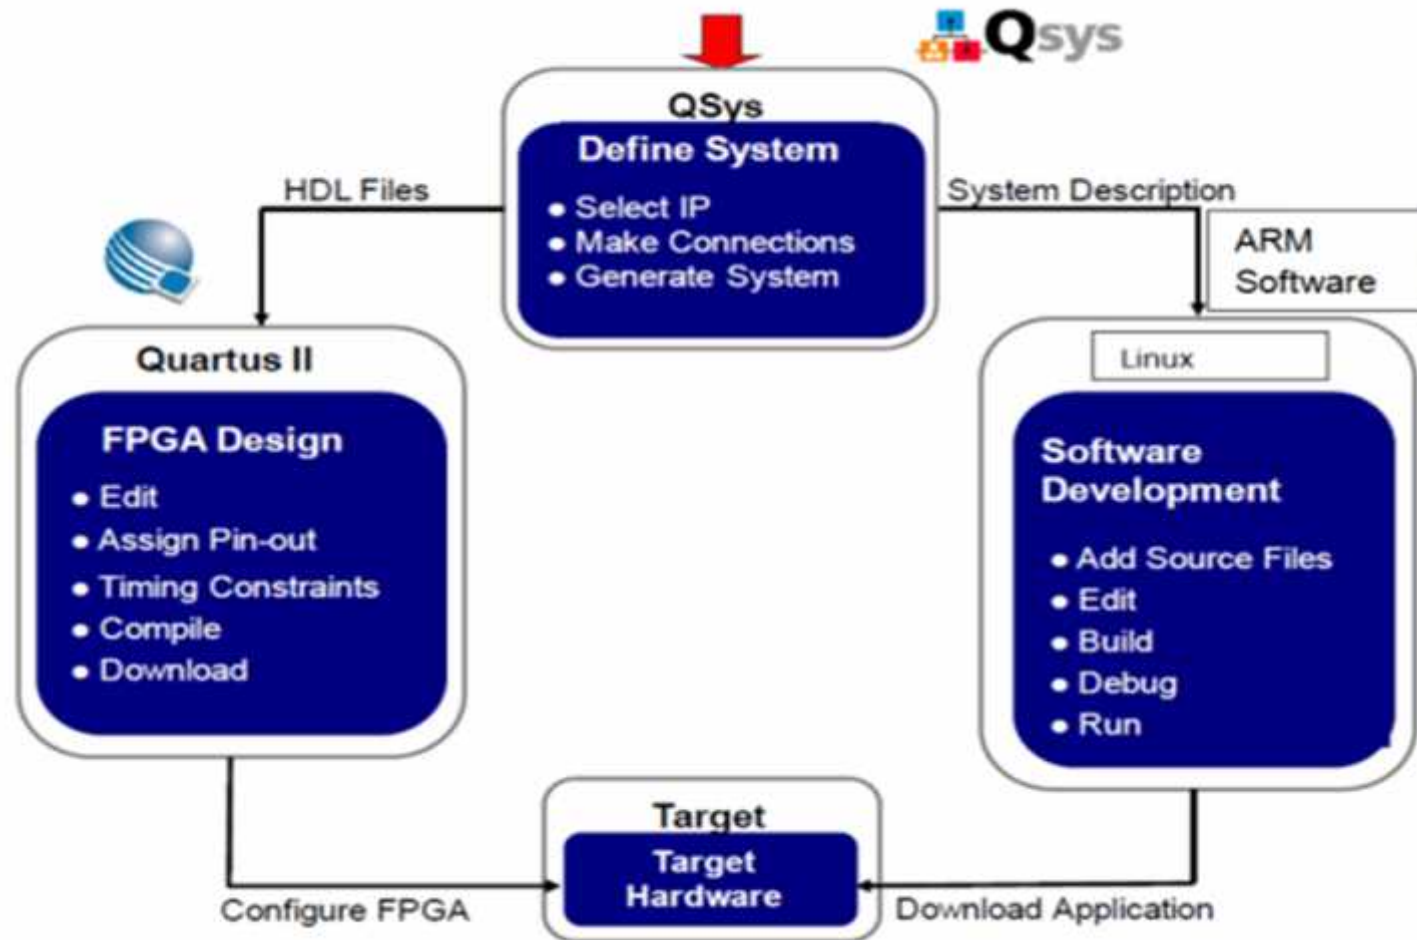 Qsys
QSys
Define System
• Select IP
• Make Connections
• Generate System
HDL Files
System Description
ARM
Software
Quartus II
FPGA Design
• Edit
• Assign Pin-out
• Timing Constraints
• Compile
• Download
Linux
Software
Development
• Add Source Files
• Edit
• Build
• Debug
• Run
Target
Target
Hardware
Configure FPGA
Download Application